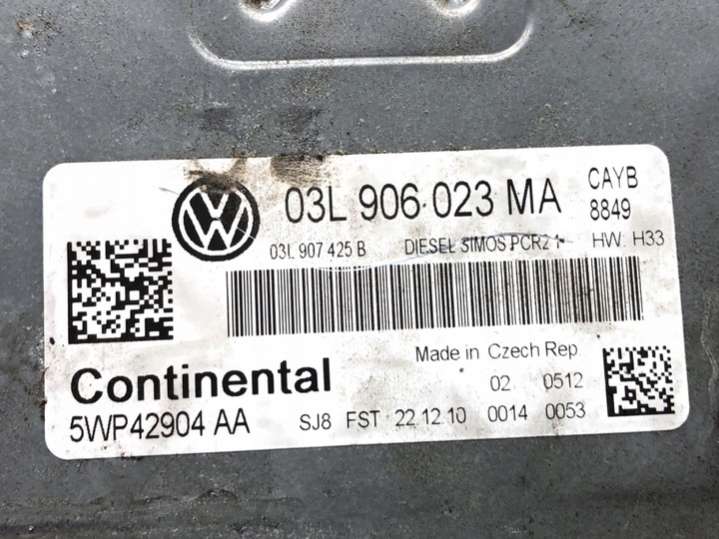 03L 906 023 MA CAYB
8849
03L 907 425 B DIESEL SIMOS PCR2 1 HW: H33
Made in Czech Rep
Continental
02 0512
5WP42904 AA SJ8 FST 22 12 10 0014 0053